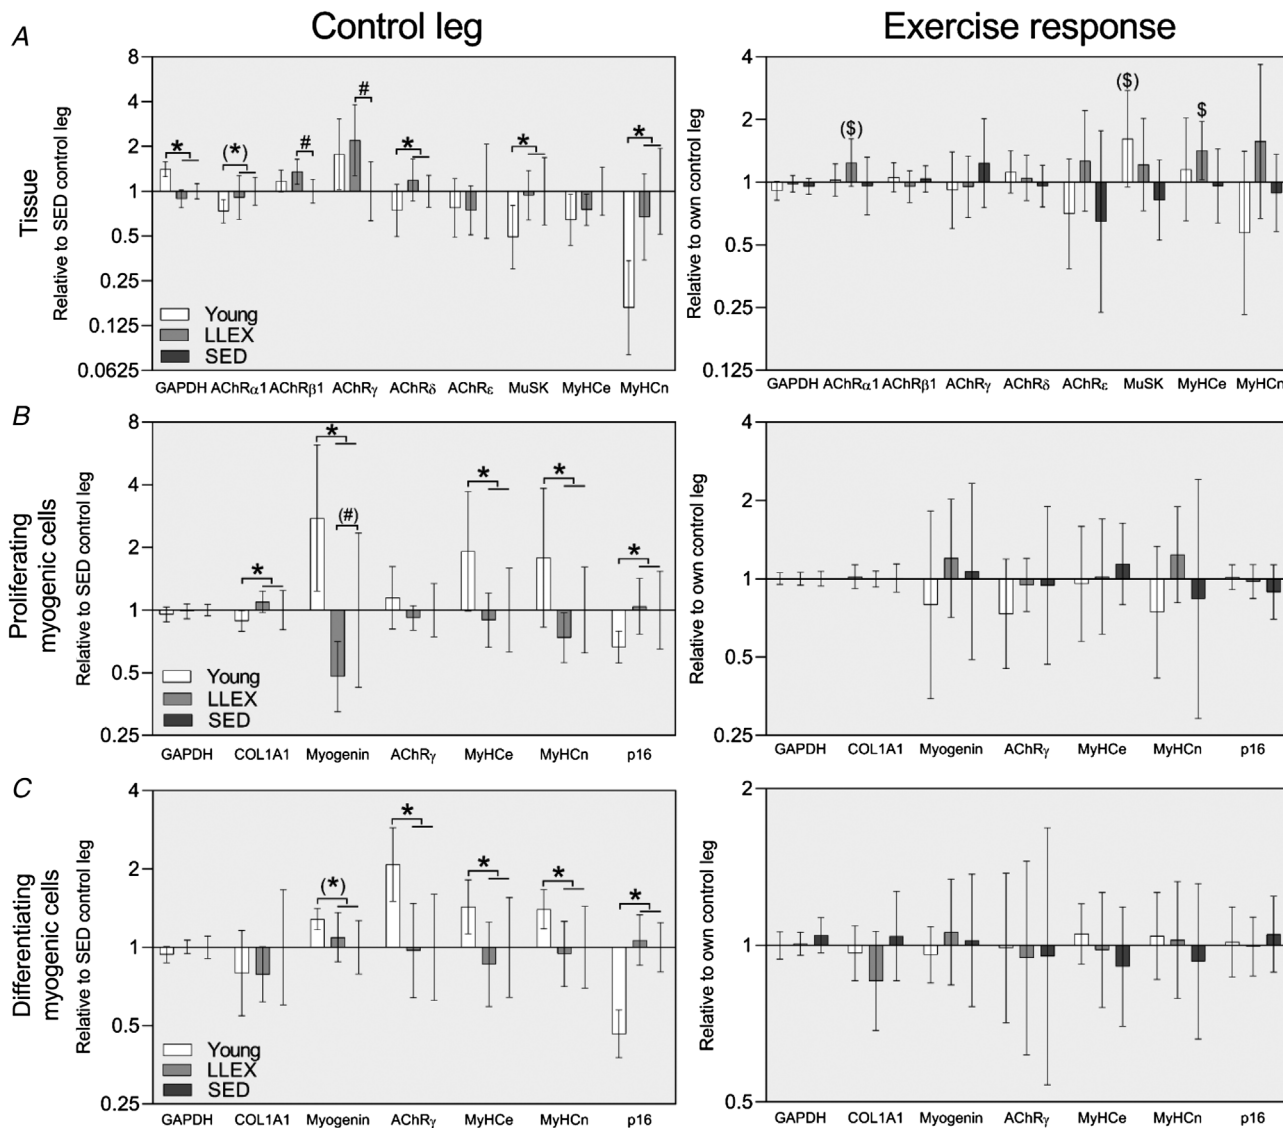 Control leg
Exercise response
A
Tissue
Relative to SED control leg
8
4
2
1
0.5
0.25
0.125
0.0625
*
(*)
#
#
*
*
*
Young
LLEX
SED
GAPDH AChRα1 AChRβ1 AChRγ AChRδ AChRε MuSK MyHCe MyHCn
Relative to own control leg
4
2
1
0.5
0.25
0.125
($)
($)
$
GAPDH AChRα1 AChRβ1 AChRγ AChRδ AChRε MuSK MyHCe MyHCn
B
Proliferating
myogenic cells
Relative to SED control leg
8
4
2
1
0.5
0.25
*
*
(#)
*
*
*
Young
LLEX
SED
GAPDH COL1A1 Myogenin AChRγ MyHCe MyHCn p16
Relative to own control leg
4
2
1
0.5
0.25
GAPDH COL1A1 Myogenin AChRγ MyHCe MyHCn p16
C
Differentiating
myogenic cells
Relative to SED control leg
4
2
1
0.5
0.25
(*)
*
*
*
*
Young
LLEX
SED
GAPDH COL1A1 Myogenin AChRγ MyHCe MyHCn p16
Relative to own control leg
2
1
0.5
GAPDH COL1A1 Myogenin AChRγ MyHCe MyHCn p16